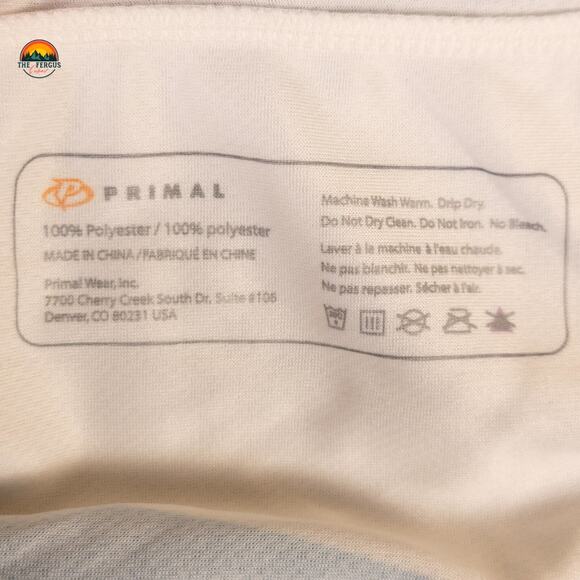 THE FERGUS
PRIMAL
100% Polyester / 100% polyester
MADE IN CHINA / FABRIQUÉ EN CHINE
Primal Wear, Inc.
7700 Cherry Creek South Dr, Suite #106
Denver, CO 80231 USA
Machine Wash Warm. Drip Dry.
Do Not Dry Clean. Do Not Iron. No Bleach.
Laver à la machine à l'eau chaude.
Ne pas blanchir. Ne pas nettoyer à sec.
Ne pas repasser. Sécher à l'air.